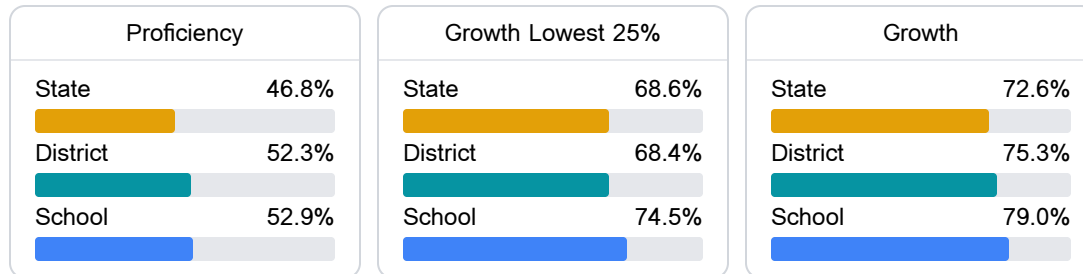 Proficiency
State 46.8%
District 52.3%
School 52.9%
Growth Lowest 25%
State 68.6%
District 68.4%
School 74.5%
Growth
State 72.6%
District 75.3%
School 79.0%